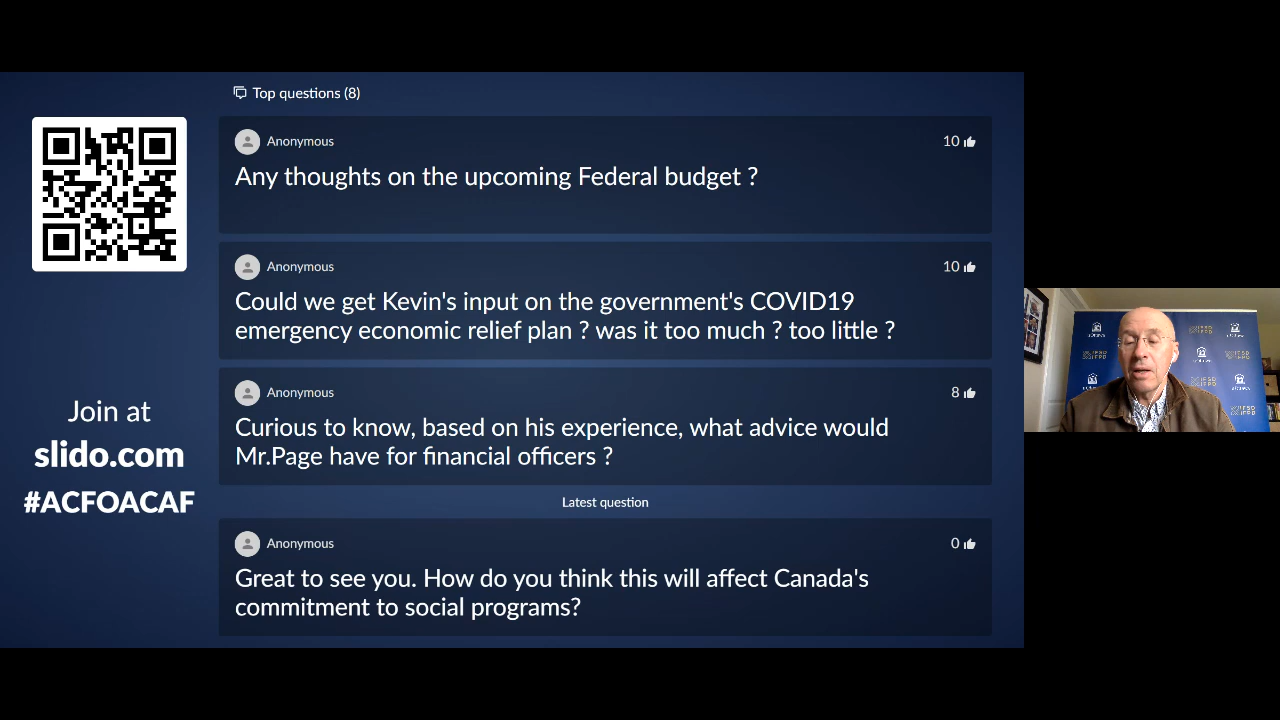 Top questions (8)
Anonymous
10
Any thoughts on the upcoming Federal budget ?
Anonymous
10
Could we get Kevin's input on the government's COVID19
emergency economic relief plan ? was it too much ? too little ?
Anonymous
8
Curious to know, based on his experience, what advice would
Mr.Page have for financial officers ?
Latest question
Anonymous
0
Great to see you. How do you think this will affect Canada's
commitment to social programs?
Join at
slido.com
#ACFOACAF